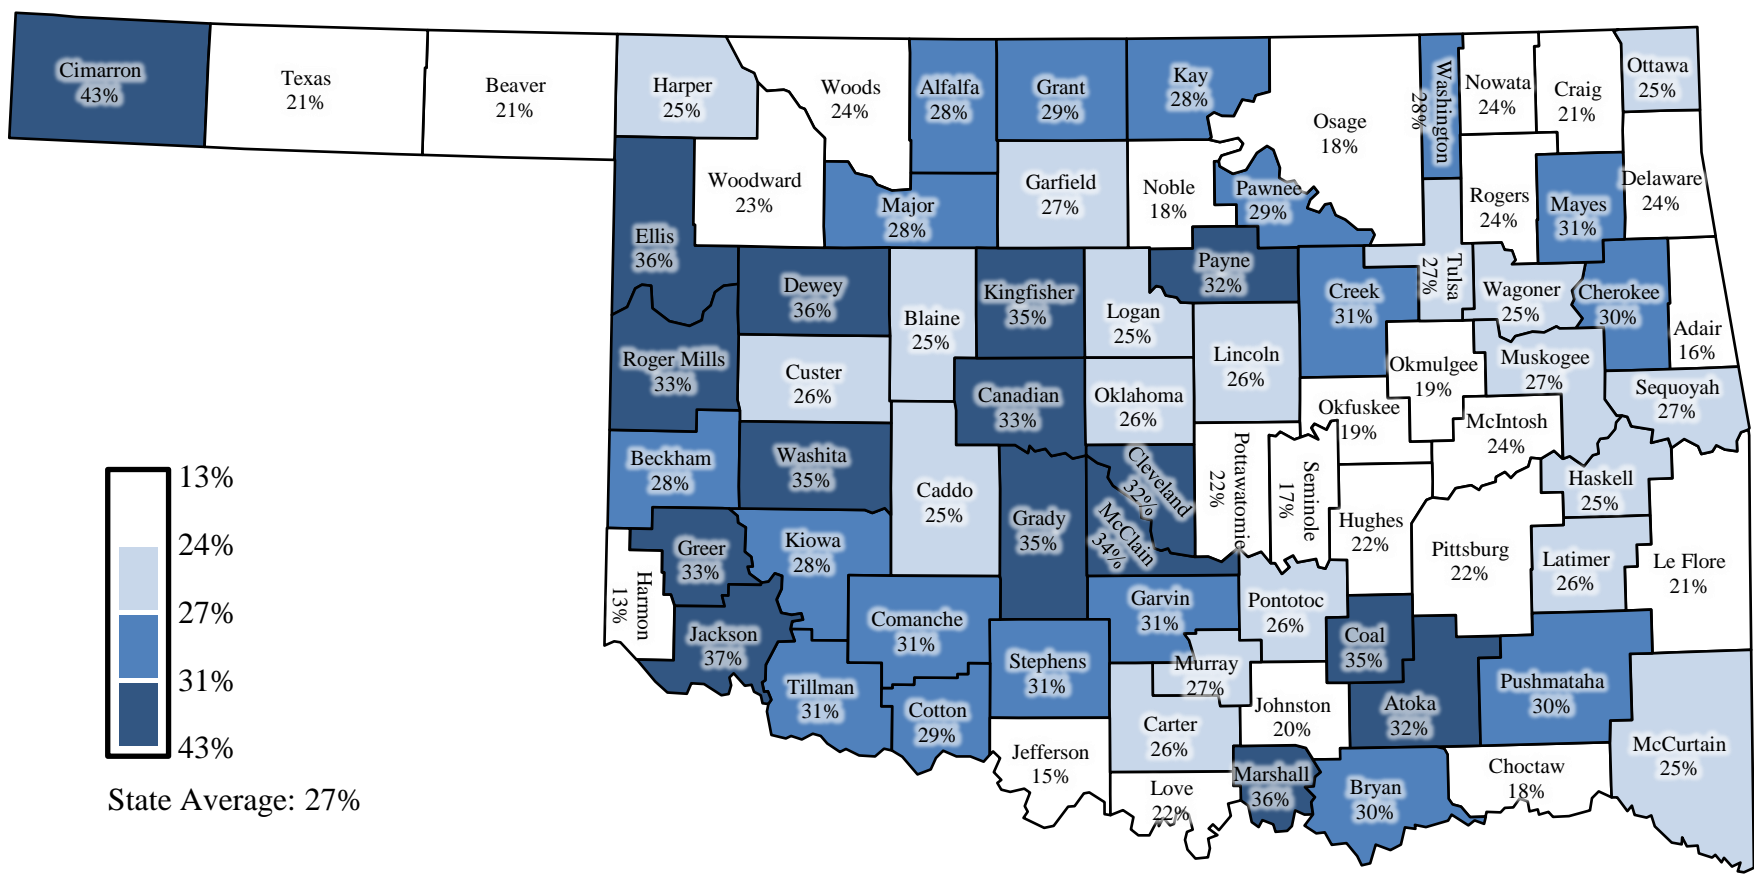 Cimarron
43%
Texas
21%
Beaver
21%
Harper
25%
Woods
24%
Alfalfa
28%
Grant
29%
Kay
28%
Osage
18%
Washington
28%
Nowata
24%
Craig
21%
Ottawa
25%
Woodward
23%
Major
28%
Garfield
27%
Noble
18%
Pawnee
29%
Rogers
24%
Mayes
31%
Delaware
24%
Ellis
36%
Dewey
36%
Blaine
25%
Kingfisher
35%
Logan
25%
Payne
32%
Creek
31%
Tulsa
27%
Wagoner
25%
Cherokee
30%
Adair
16%
Roger Mills
33%
Custer
26%
Canadian
33%
Oklahoma
26%
Lincoln
26%
Okmulgee
19%
Muskogee
27%
Sequoyah
27%
Okfuskee
19%
McIntosh
24%
Beckham
28%
Washita
35%
Caddo
25%
Grady
35%
Cleveland
32%
McClain
34%
Pottawatomie
22%
Seminole
17%
Hughes
22%
Haskell
25%
Pittsburg
22%
Latimer
26%
Le Flore
21%
Greer
33%
Kiowa
28%
Harmon
13%
Jackson
37%
Comanche
31%
Garvin
31%
Pontotoc
26%
Coal
35%
Stephens
31%
Murray
27%
Tillman
31%
Cotton
29%
Carter
26%
Johnston
20%
Atoka
32%
Pushmataha
30%
McCurtain
25%
Jefferson
15%
Love
22%
Marshall
36%
Bryan
30%
Choctaw
18%
13%
24%
27%
31%
43%
State Average: 27%